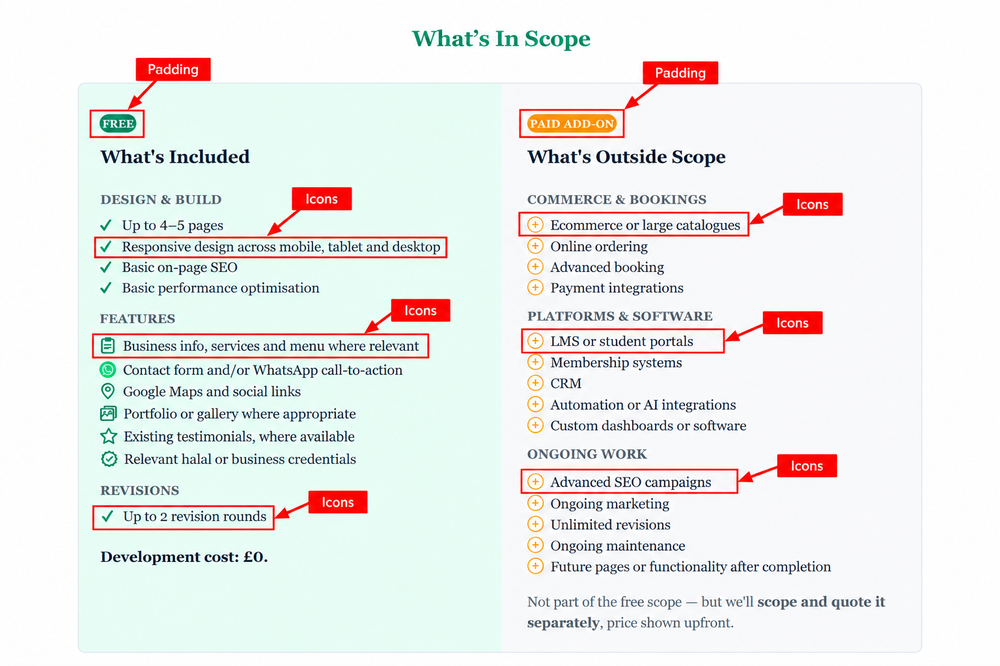 What’s In Scope
Padding
FREE
What's Included
DESIGN & BUILD
Icons
Up to 4–5 pages
Responsive design across mobile, tablet and desktop
Basic on-page SEO
Basic performance optimisation
FEATURES
Icons
Business info, services and menu where relevant
Contact form and/or WhatsApp call-to-action
Google Maps and social links
Portfolio or gallery where appropriate
Existing testimonials, where available
Relevant halal or business credentials
REVISIONS
Icons
Up to 2 revision rounds
Development cost: £0.
Padding
PAID ADD-ON
What's Outside Scope
COMMERCE & BOOKINGS
Icons
Ecommerce or large catalogues
Online ordering
Advanced booking
Payment integrations
PLATFORMS & SOFTWARE
Icons
LMS or student portals
Membership systems
CRM
Automation or AI integrations
Custom dashboards or software
ONGOING WORK
Icons
Advanced SEO campaigns
Ongoing marketing
Unlimited revisions
Ongoing maintenance
Future pages or functionality after completion
Not part of the free scope — but we'll scope and quote it
separately, price shown upfront.